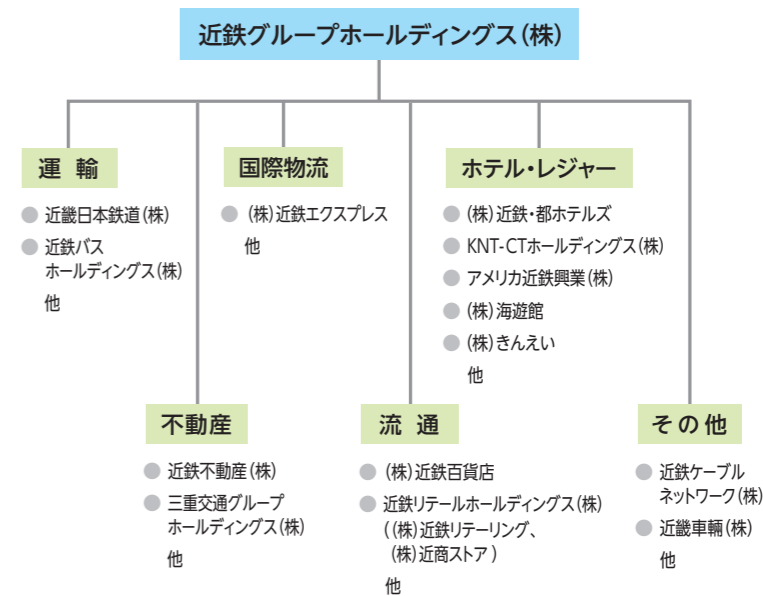 近鉄グループホールディングス(株)
運 輸
近畿日本鉄道(株)
近鉄バス
ホールディングス(株)
他
国際物流
(株)近鉄エクスプレス
他
ホテル・レジャー
(株)近鉄・都ホテルズ
KNT-CTホールディングス(株)
アメリカ近鉄興業(株)
(株)海遊館
(株)きんえい
他
不動産
近鉄不動産(株)
三重交通グループ
ホールディングス(株)
他
流 通
(株)近鉄百貨店
近鉄リテールホールディングス(株)
((株)近鉄リテーリング、
(株)近商ストア)
他
その他
近鉄ケーブル
ネットワーク(株)
近畿車輛(株)
他